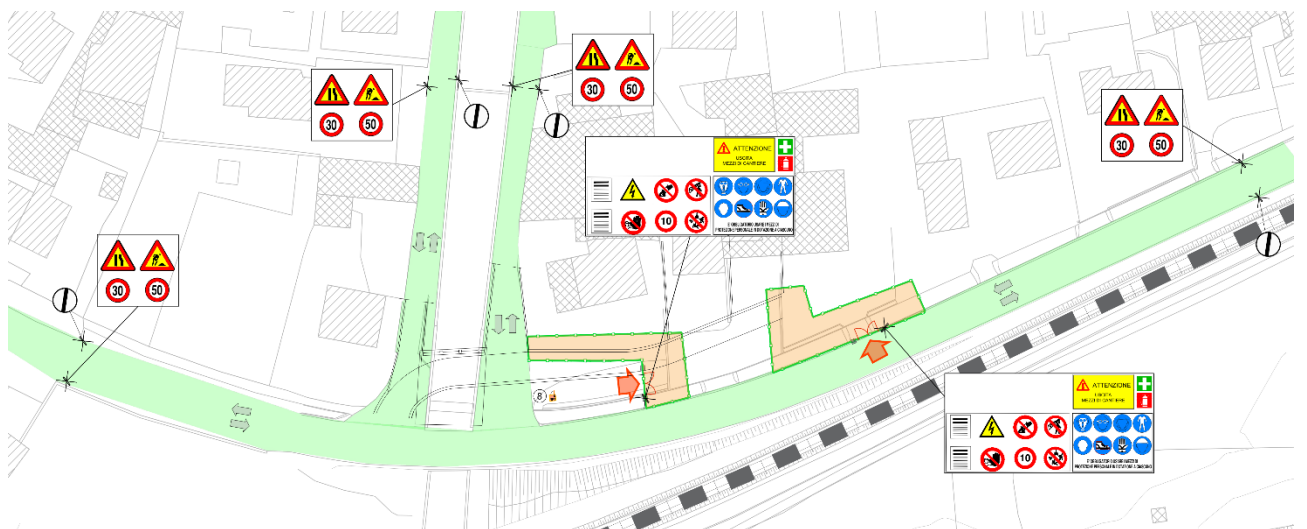 30 50
30 50
30 50
ATTENZIONE
USCITA
MEZZI DI CANTIERE
10
30 50
8
ATTENZIONE
USCITA
MEZZI DI CANTIERE
10